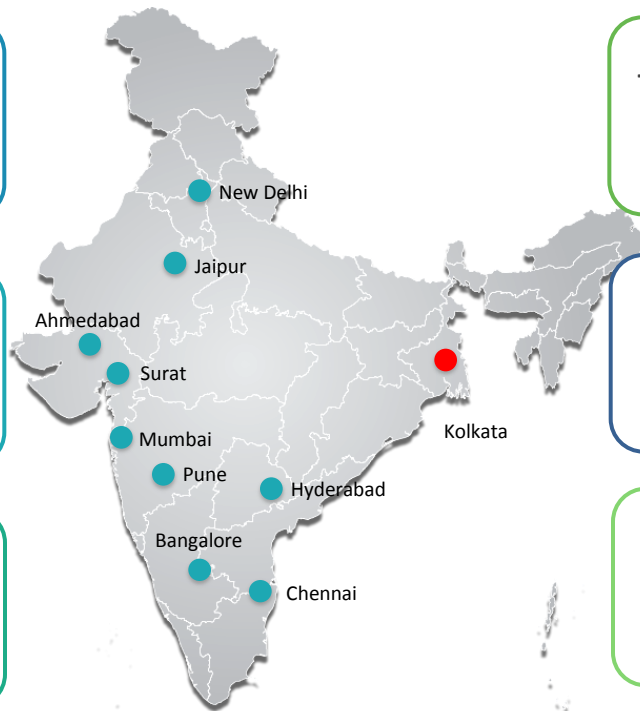 New Delhi
Jaipur
Ahmedabad
Surat
Kolkata
Mumbai
Pune
Hyderabad
Bangalore
Chennai